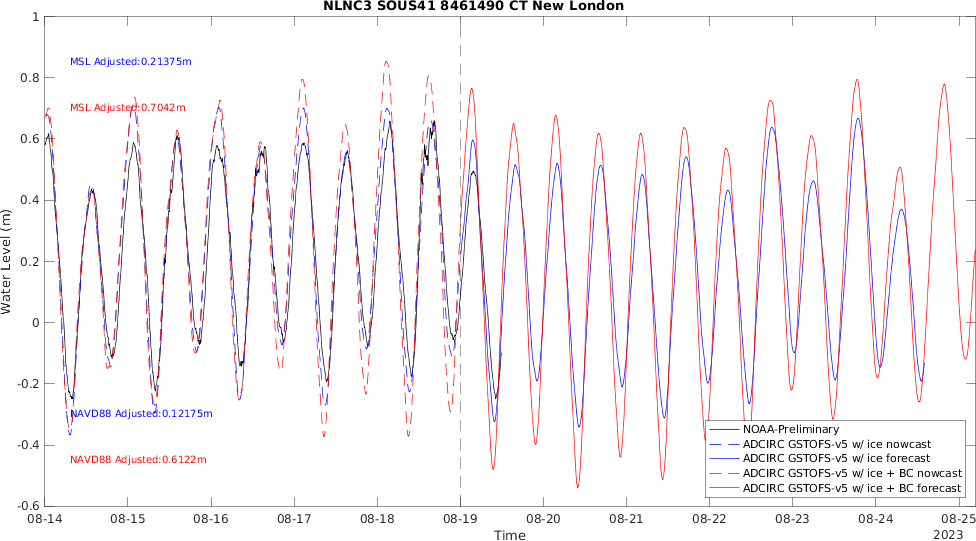 NLNC3 SOUS41 8461490 CT New London
1
0.8
0.6
0.4
0.2
0
-0.2
-0.4
-0.6
Water Level (m)
MSL Adjusted:0.21375m
MSL Adjusted:0.7042m
NAVD88 Adjusted:0.12175m
NAVD88 Adjusted:0.6122m
NOAA-Preliminary
ADCIRC GSTOFS-v5 w/ ice nowcast
ADCIRC GSTOFS-v5 w/ ice forecast
ADCIRC GSTOFS-v5 w/ ice + BC nowcast
ADCIRC GSTOFS-v5 w/ ice + BC forecast
08-14 08-15 08-16 08-17 08-18 08-19 08-20 08-21 08-22 08-23 08-24 08-25
Time
2023